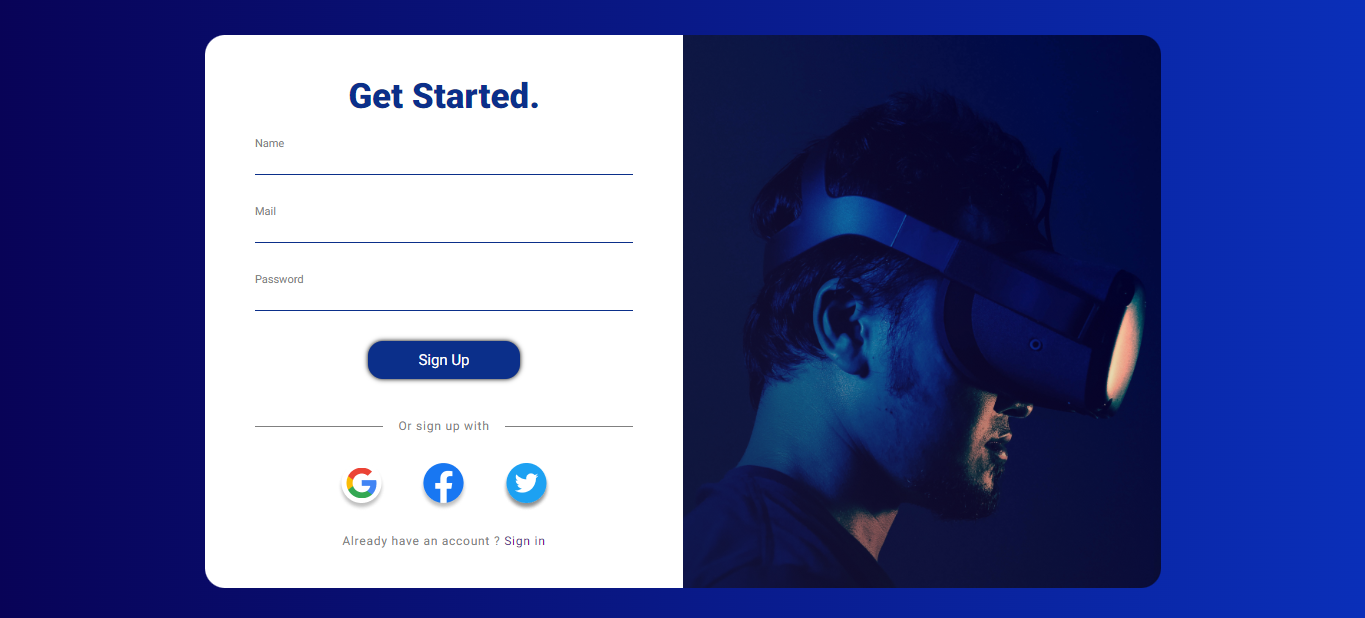 Get Started.
Name
Mail
Password
Sign Up
Or sign up with
Already have an account ? Sign in